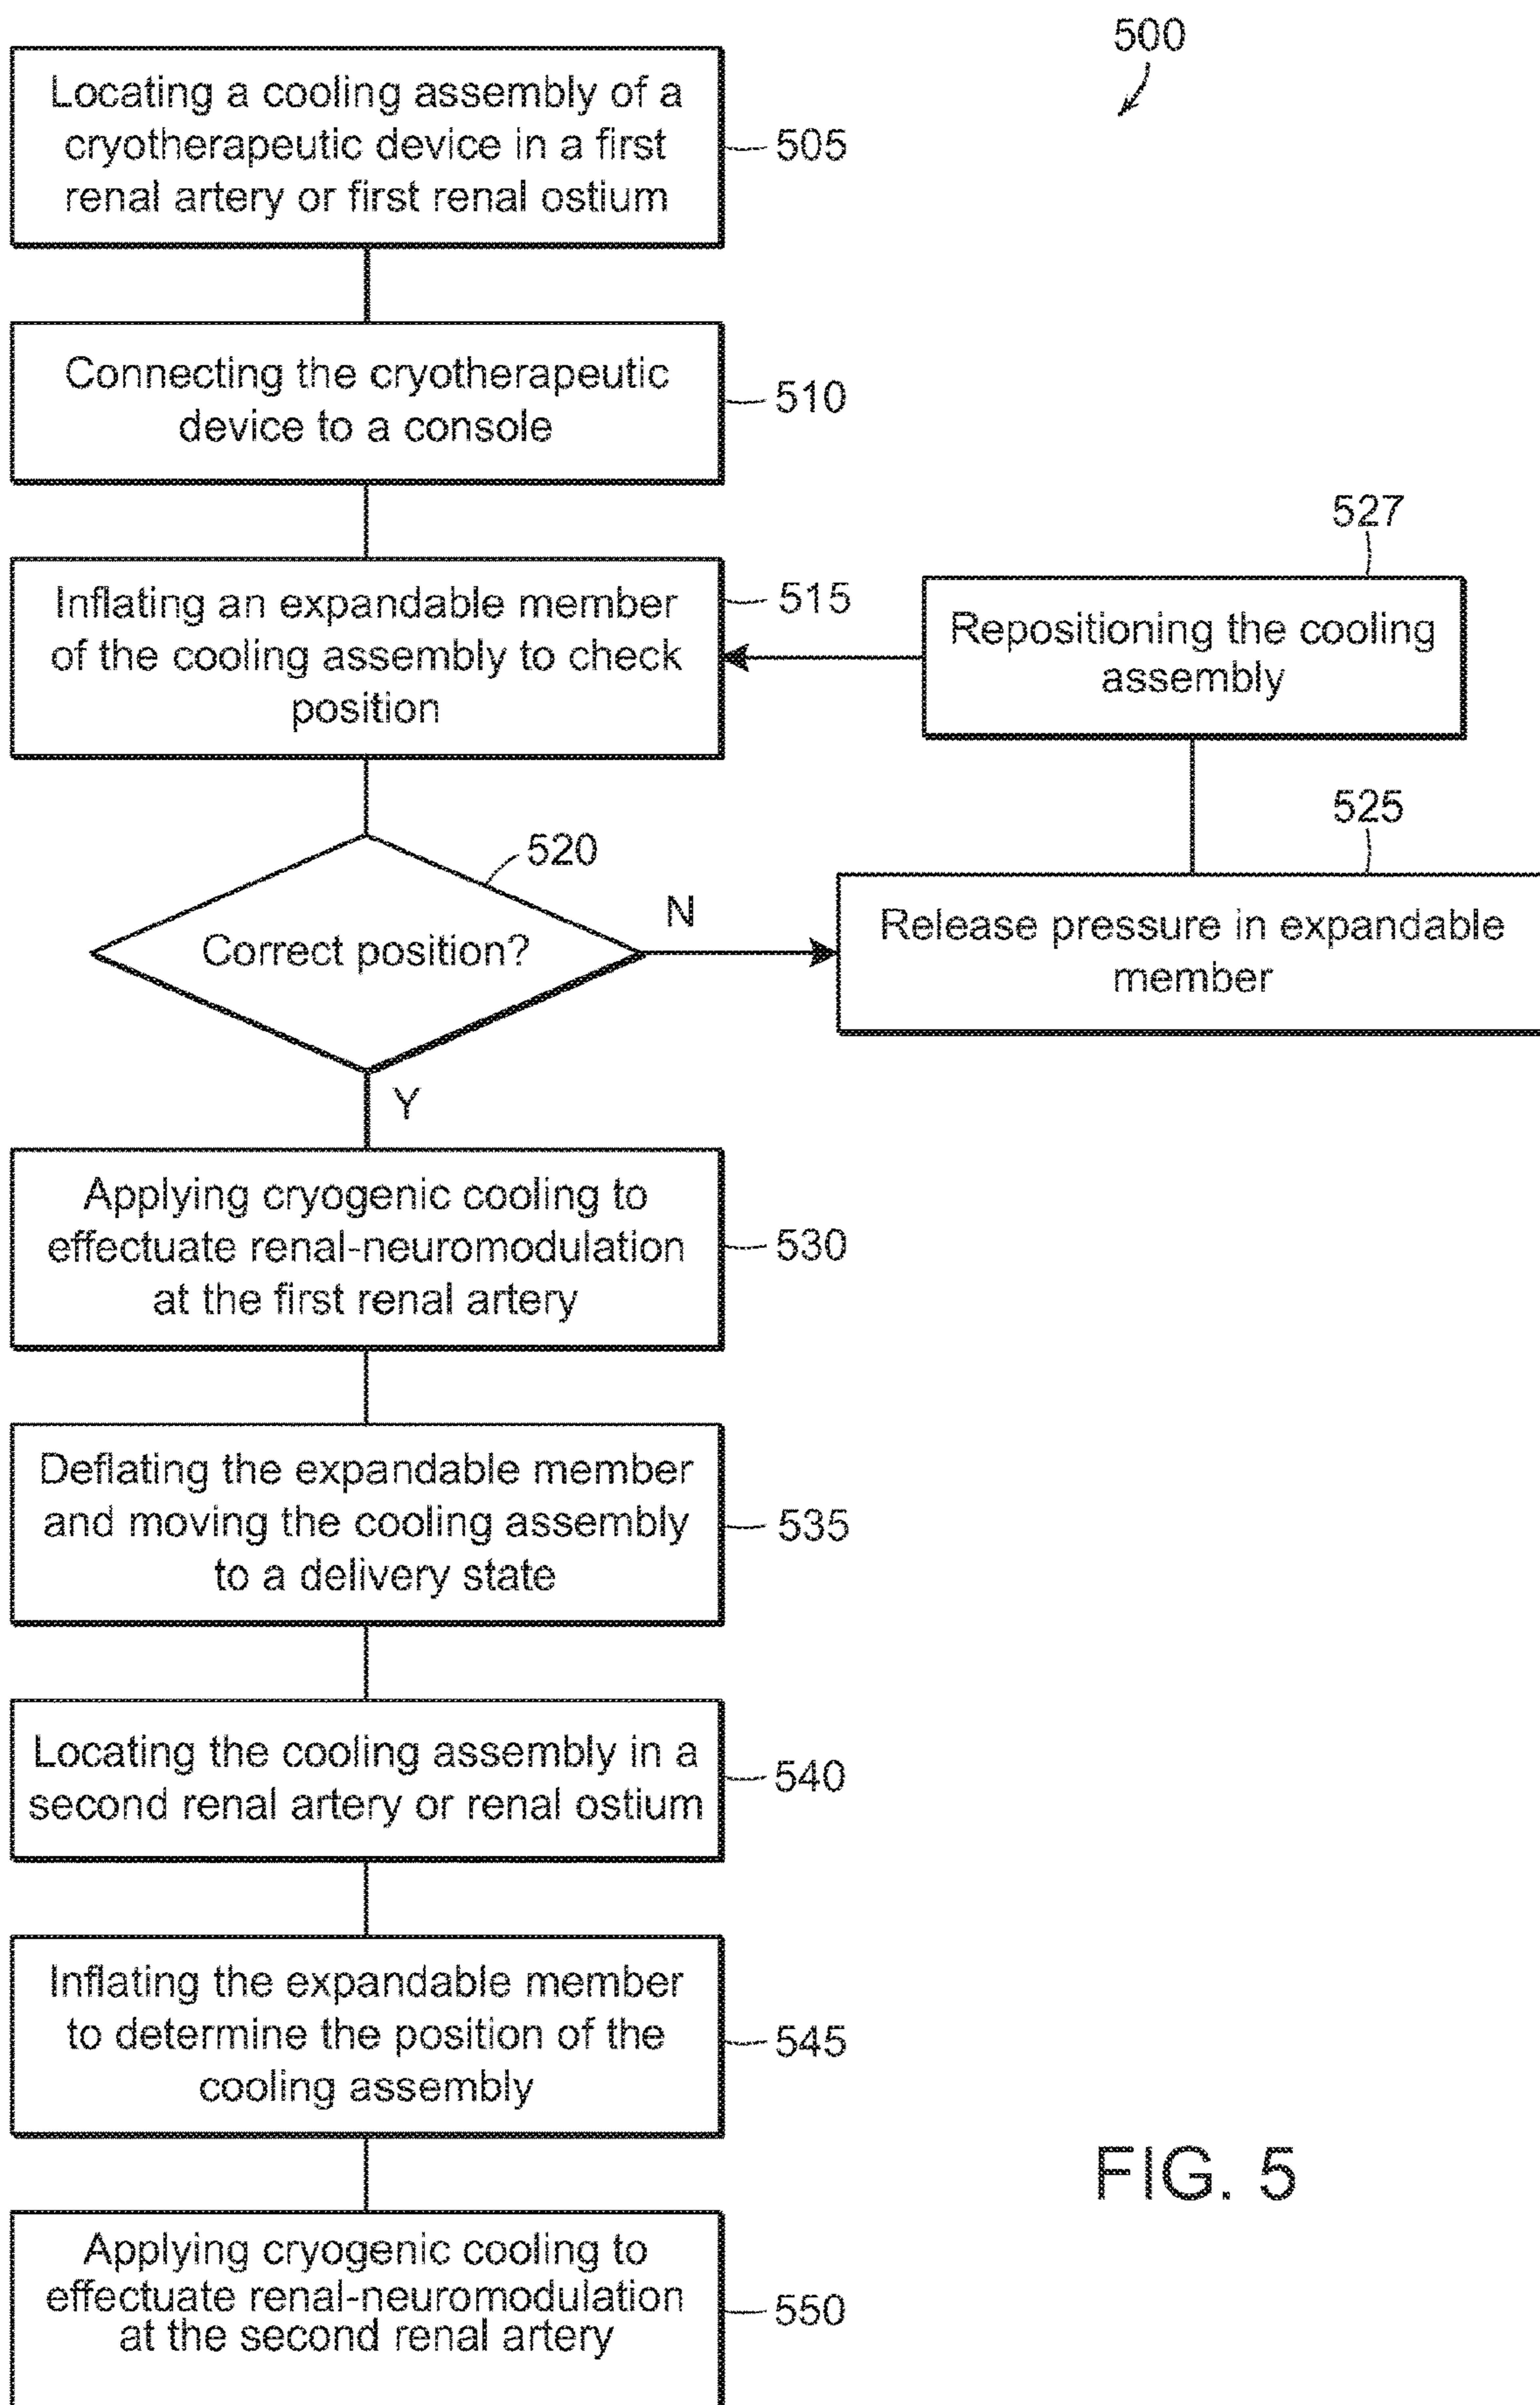 500
Locating a cooling assembly of a
cryotherapeutic device in a first
renal artery or first renal ostium
505
Connecting the cryotherapeutic
device to a console
510
Inflating an expandable member
of the cooling assembly to check
position
515
527
Repositioning the cooling
assembly
525
Release pressure in expandable
member
520
Correct position?
N
Y
Applying cryogenic cooling to
effectuate renal-neuromodulation
at the first renal artery
530
Deflating the expandable member
and moving the cooling assembly
to a delivery state
535
Locating the cooling assembly in a
second renal artery or renal ostium
540
Inflating the expandable member
to determine the position of the
cooling assembly
545
Applying cryogenic cooling to
effectuate renal-neuromodulation
at the second renal artery
550
FIG. 5